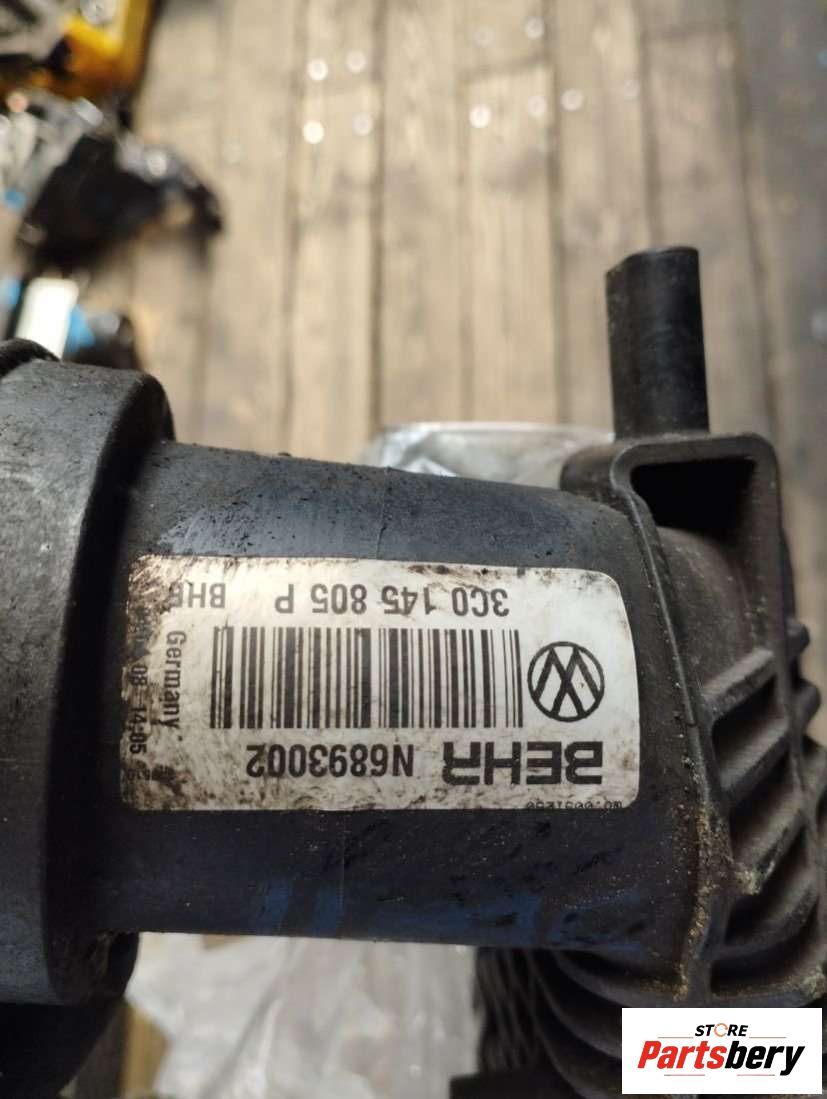 BEHR N6893002
3C0 145 805 P BHB
Germany
STORE
Partsbery